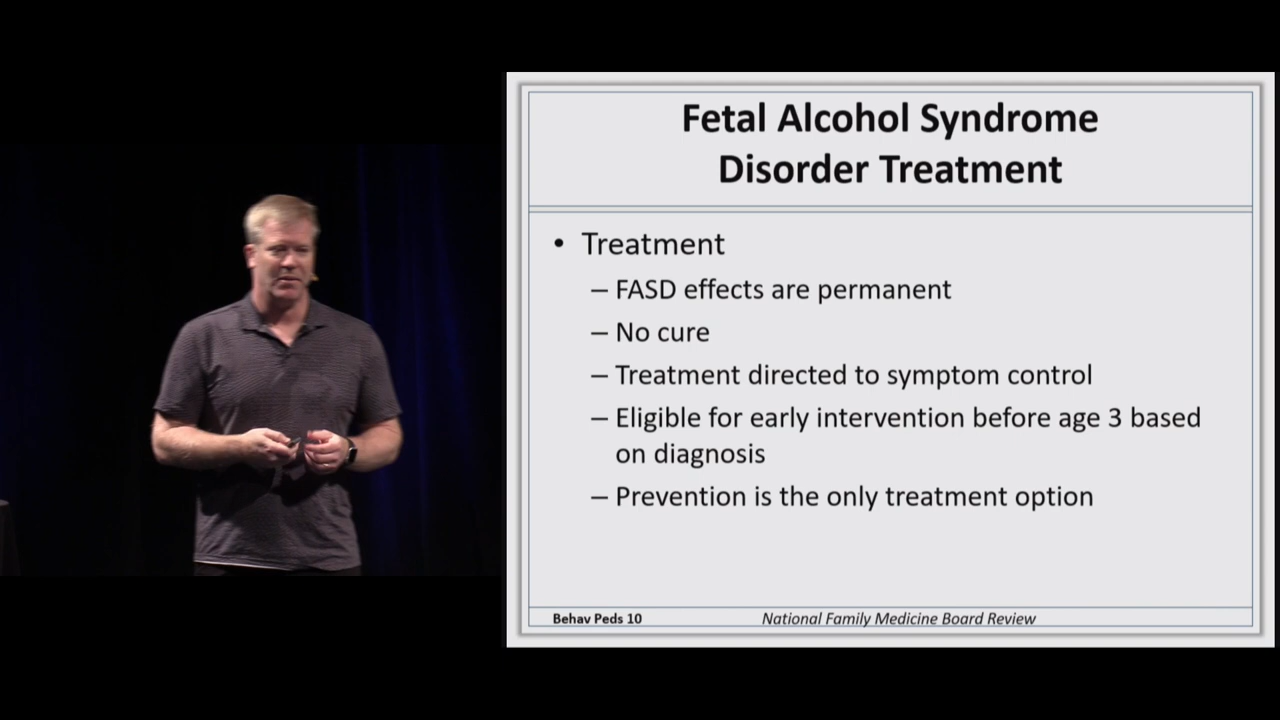 Fetal Alcohol Syndrome
Disorder Treatment
• Treatment
– FASD effects are permanent
– No cure
– Treatment directed to symptom control
– Eligible for early intervention before age 3 based
on diagnosis
– Prevention is the only treatment option
Behav Peds 10
National Family Medicine Board Review